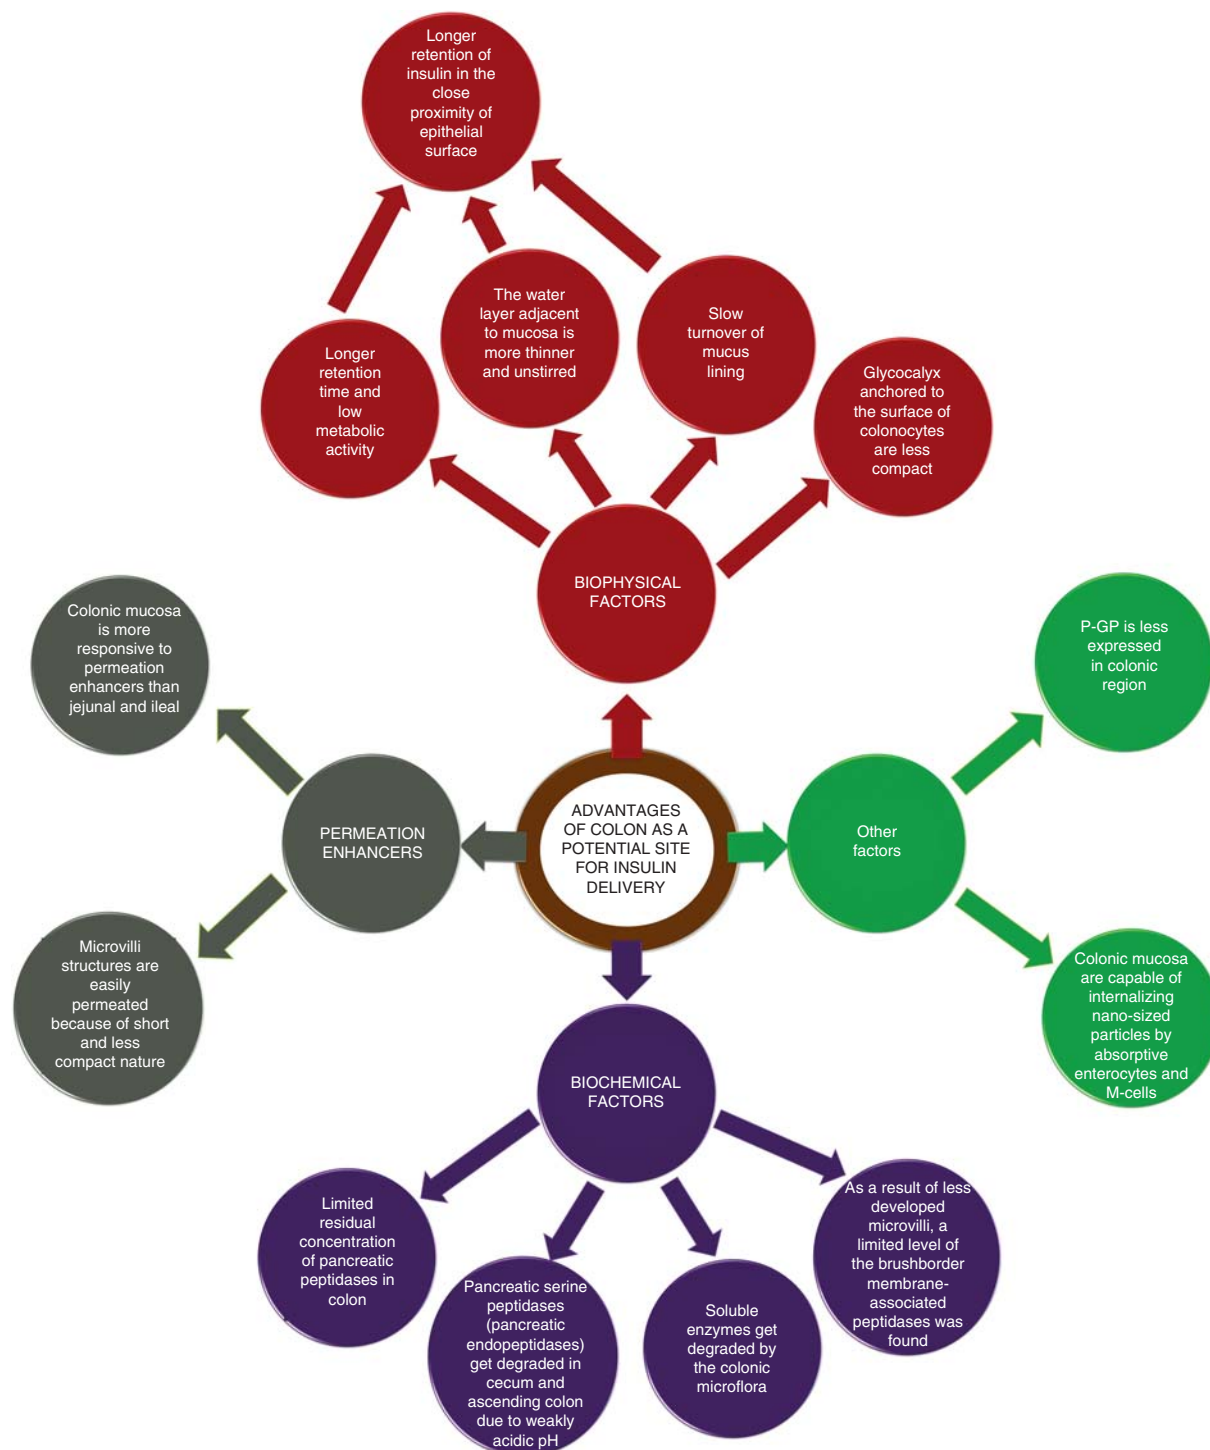 Longer
retention of
insulin in the
close
proximity of
epithelial
surface
The water
layer adjacent
to mucosa is
more thinner
and unstirred
Slow
turnover of
mucus
lining
Longer
retention
time and
low
metabolic
activity
Glycocalyx
anchored to
the surface of
colonocytes
are less
compact
BIOPHYSICAL
FACTORS
Colonic mucosa
is more
responsive to
permeation
enhancers than
jejunal and ileal
P-GP is less
expressed
in colonic
region
PERMEATION
ENHANCERS
ADVANTAGES
OF COLON AS A
POTENTIAL SITE
FOR INSULIN
DELIVERY
Other
factors
Microvilli
structures are
easily
permeated
because of short
and less
compact nature
Colonic mucosa
are capable of
internalizing
nano-sized
particles by
absorptive
enterocytes and
M-cells
BIOCHEMICAL
FACTORS
Limited
residual
concentration
of pancreatic
peptidases in
colon
Pancreatic serine
peptidases
(pancreatic
endopeptidases)
get degraded in
cecum and
ascending colon
due to weakly
acidic pH
Soluble
enzymes get
degraded by
the colonic
microflora
As a result of less
developed
microvilli, a
limited level of
the brushborder
membrane-
associated
peptidases was
found